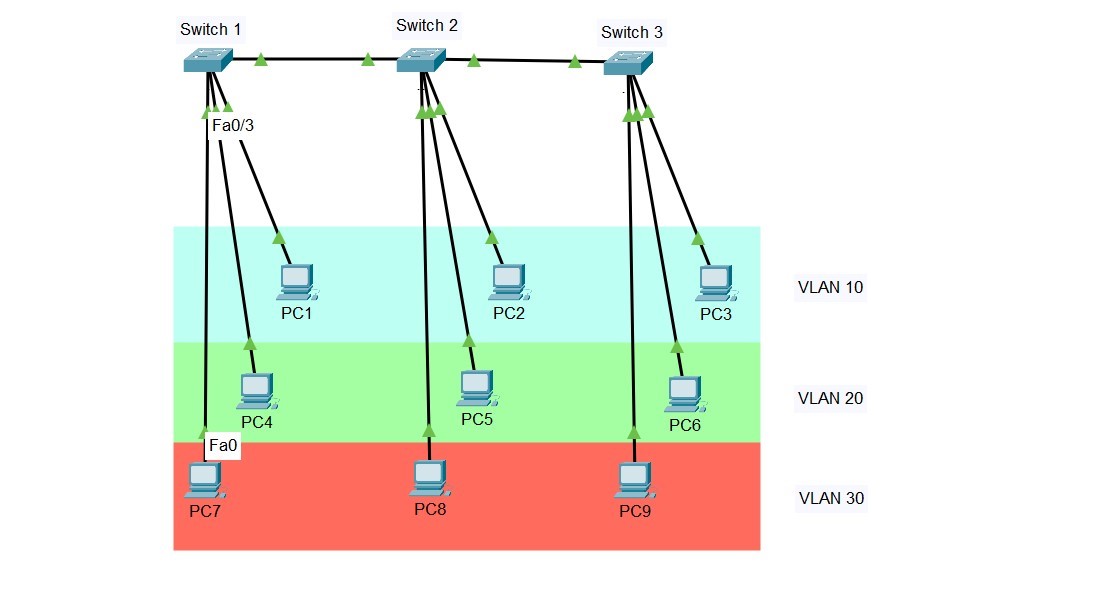 Switch 1
Switch 2
Switch 3
Fa0/3
PC1
PC2
PC3
VLAN 10
PC4
PC5
PC6
VLAN 20
Fa0
PC7
PC8
PC9
VLAN 30